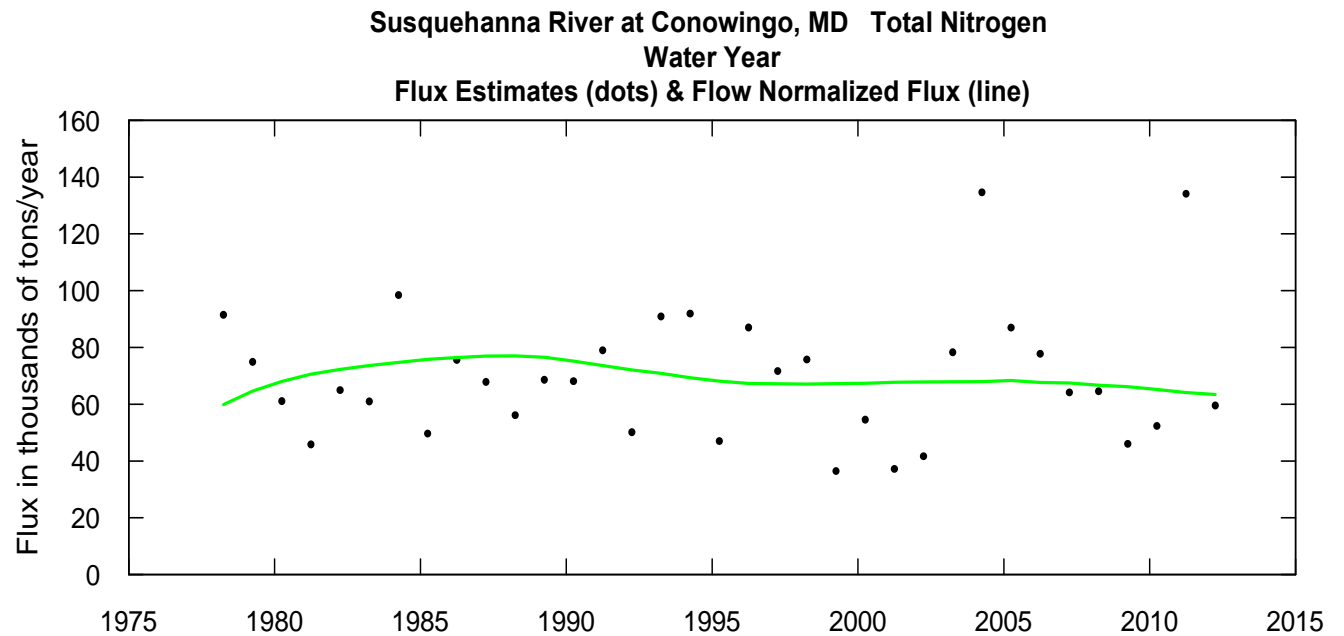 Susquehanna River at Conowingo, MD Total Nitrogen
Water Year
Flux Estimates (dots) & Flow Normalized Flux (line)
Flux in thousands of tons/year
160
140
120
100
80
60
40
20
0
1975 1980 1985 1990 1995 2000 2005 2010 2015